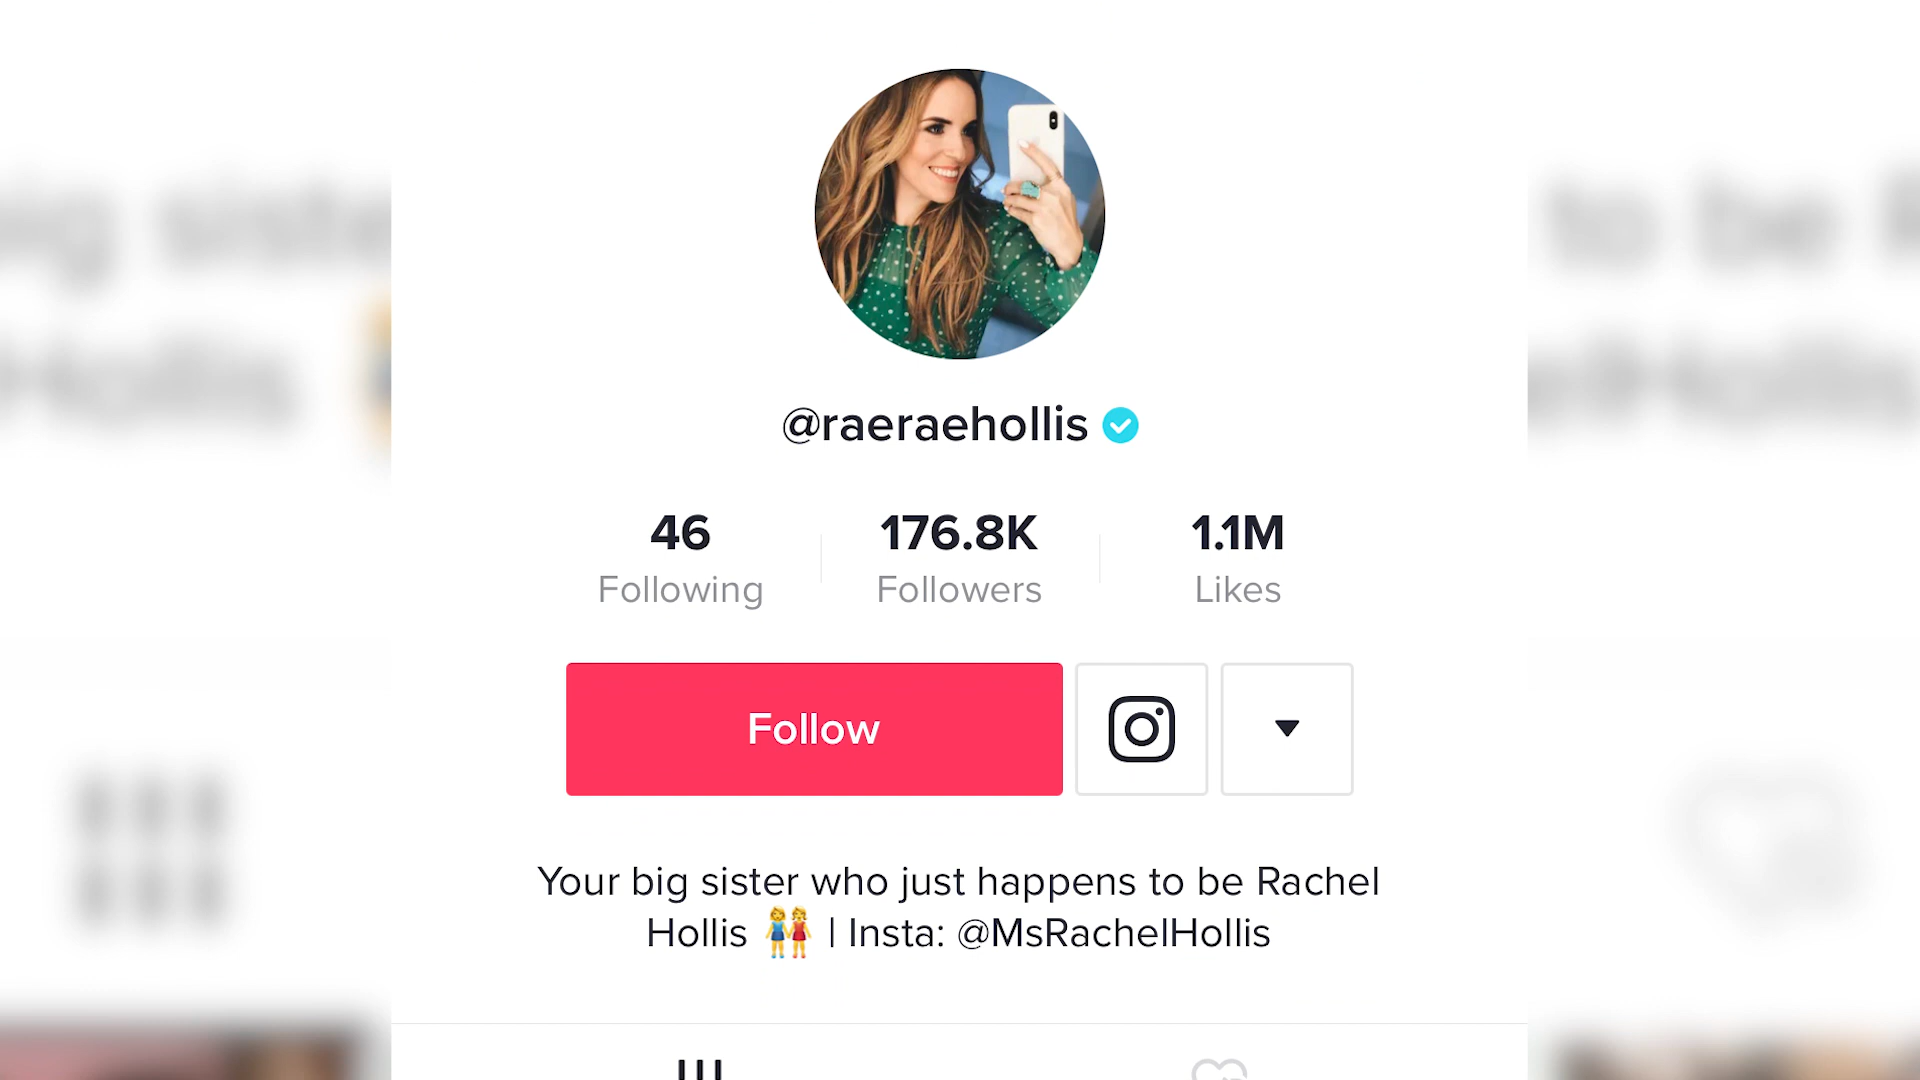 @raeraehollis
46 176.8K 1.1M
Following Followers Likes
Follow
Your big sister who just happens to be Rachel
Hollis 👭 | Insta: @MsRachelHollis